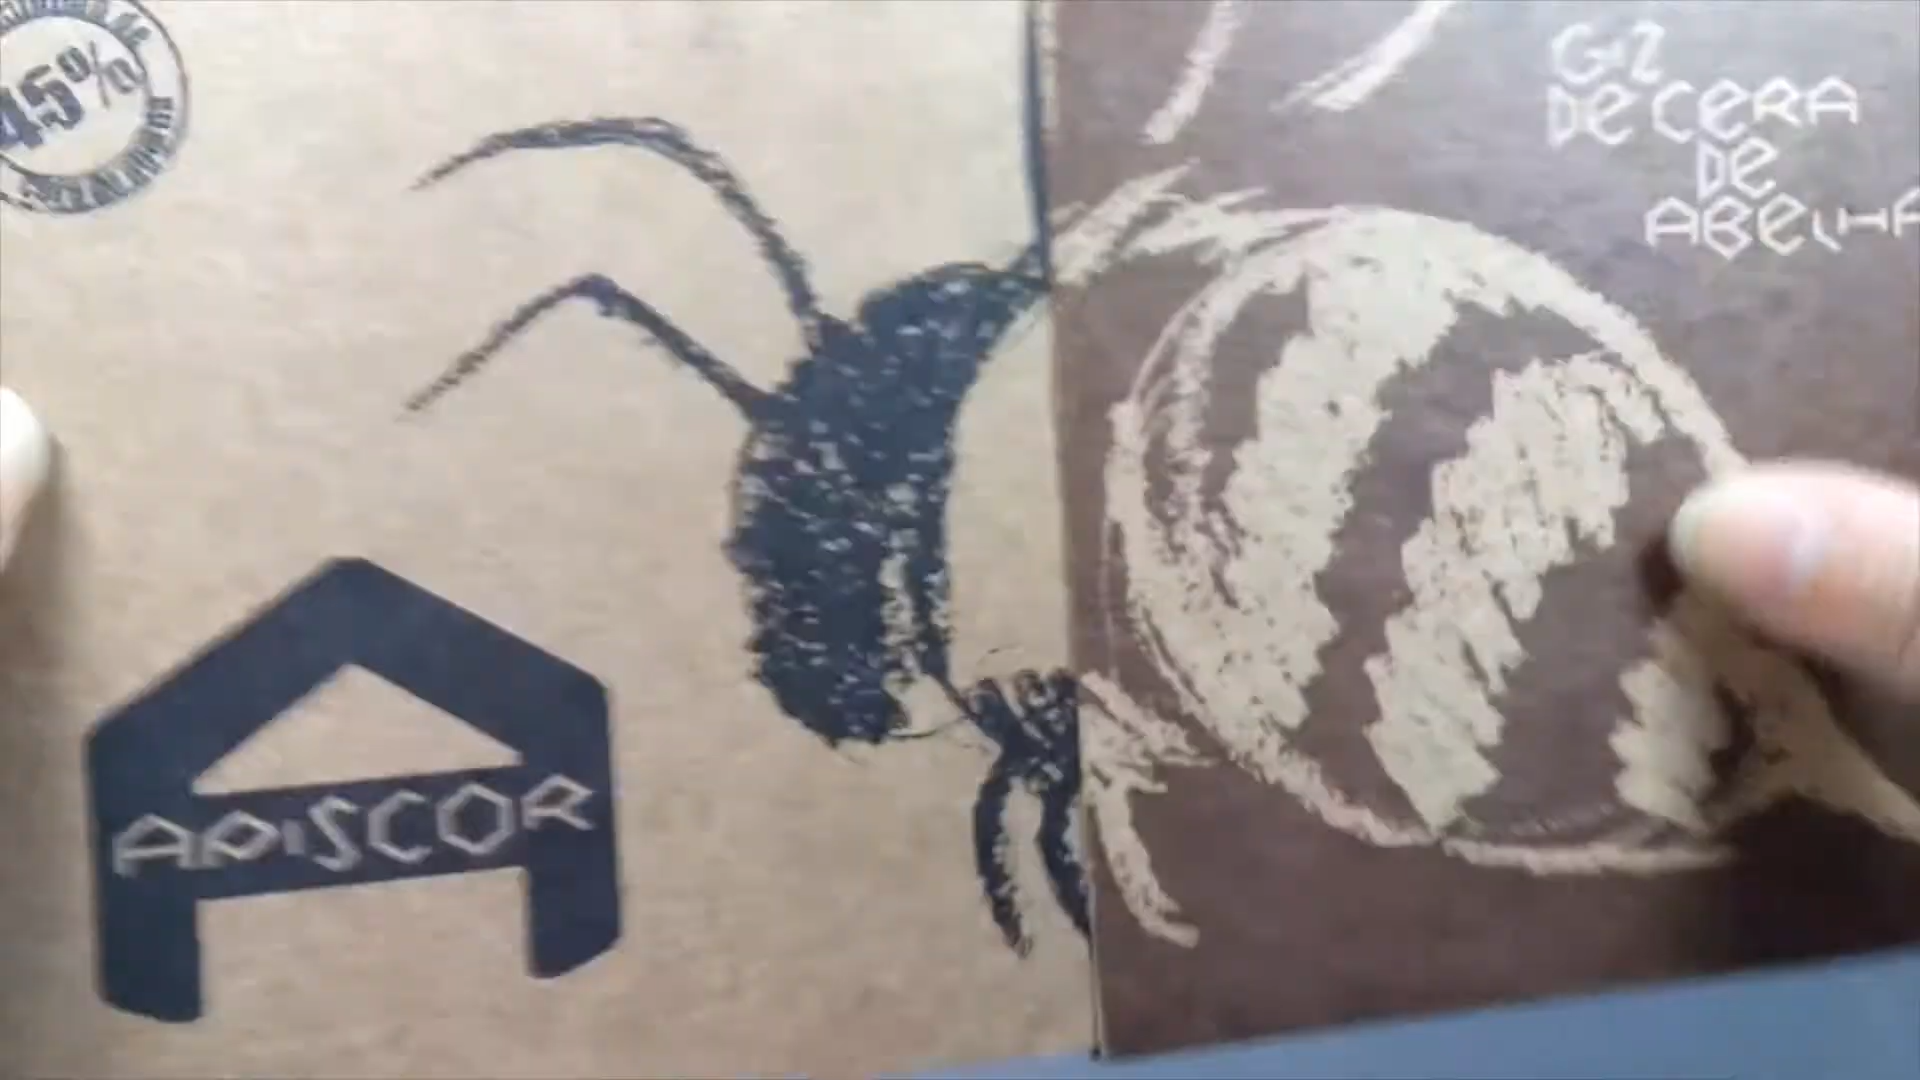 45%
GIZ
DE CERA
DE
ABELHA
APISCOR